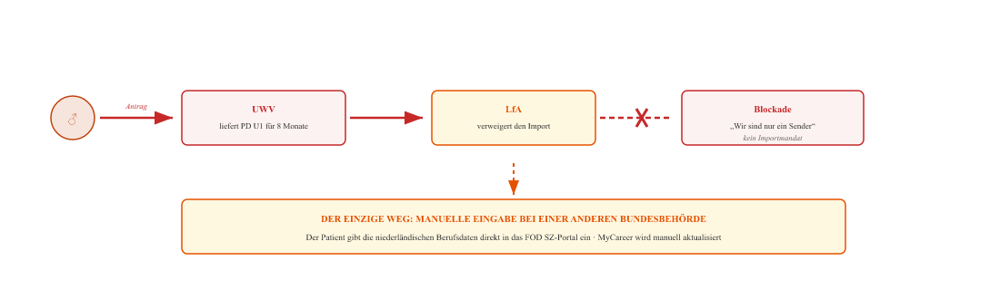 Antrag
UWV
liefert PD U1 für 8 Monate
LfA
verweigert den Import
Blockade
„Wir sind nur ein Sender“
kein Importmandat
DER EINZIGE WEG: MANUELLE EINGABE BEI EINER ANDEREN BUNDESBEHÖRDE
Der Patient gibt die niederländischen Berufsdaten direkt in das FOD SZ-Portal ein · MyCareer wird manuell aktualisiert